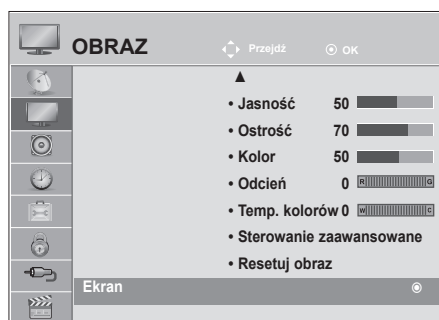 OBRAZ Przejdź OK
• Jasność 50
• Ostrość 70
• Kolor 50
• Odcień 0 R G
• Temp. kolorów 0 W C
• Sterowanie zaawansowane
• Resetuj obraz
Ekran